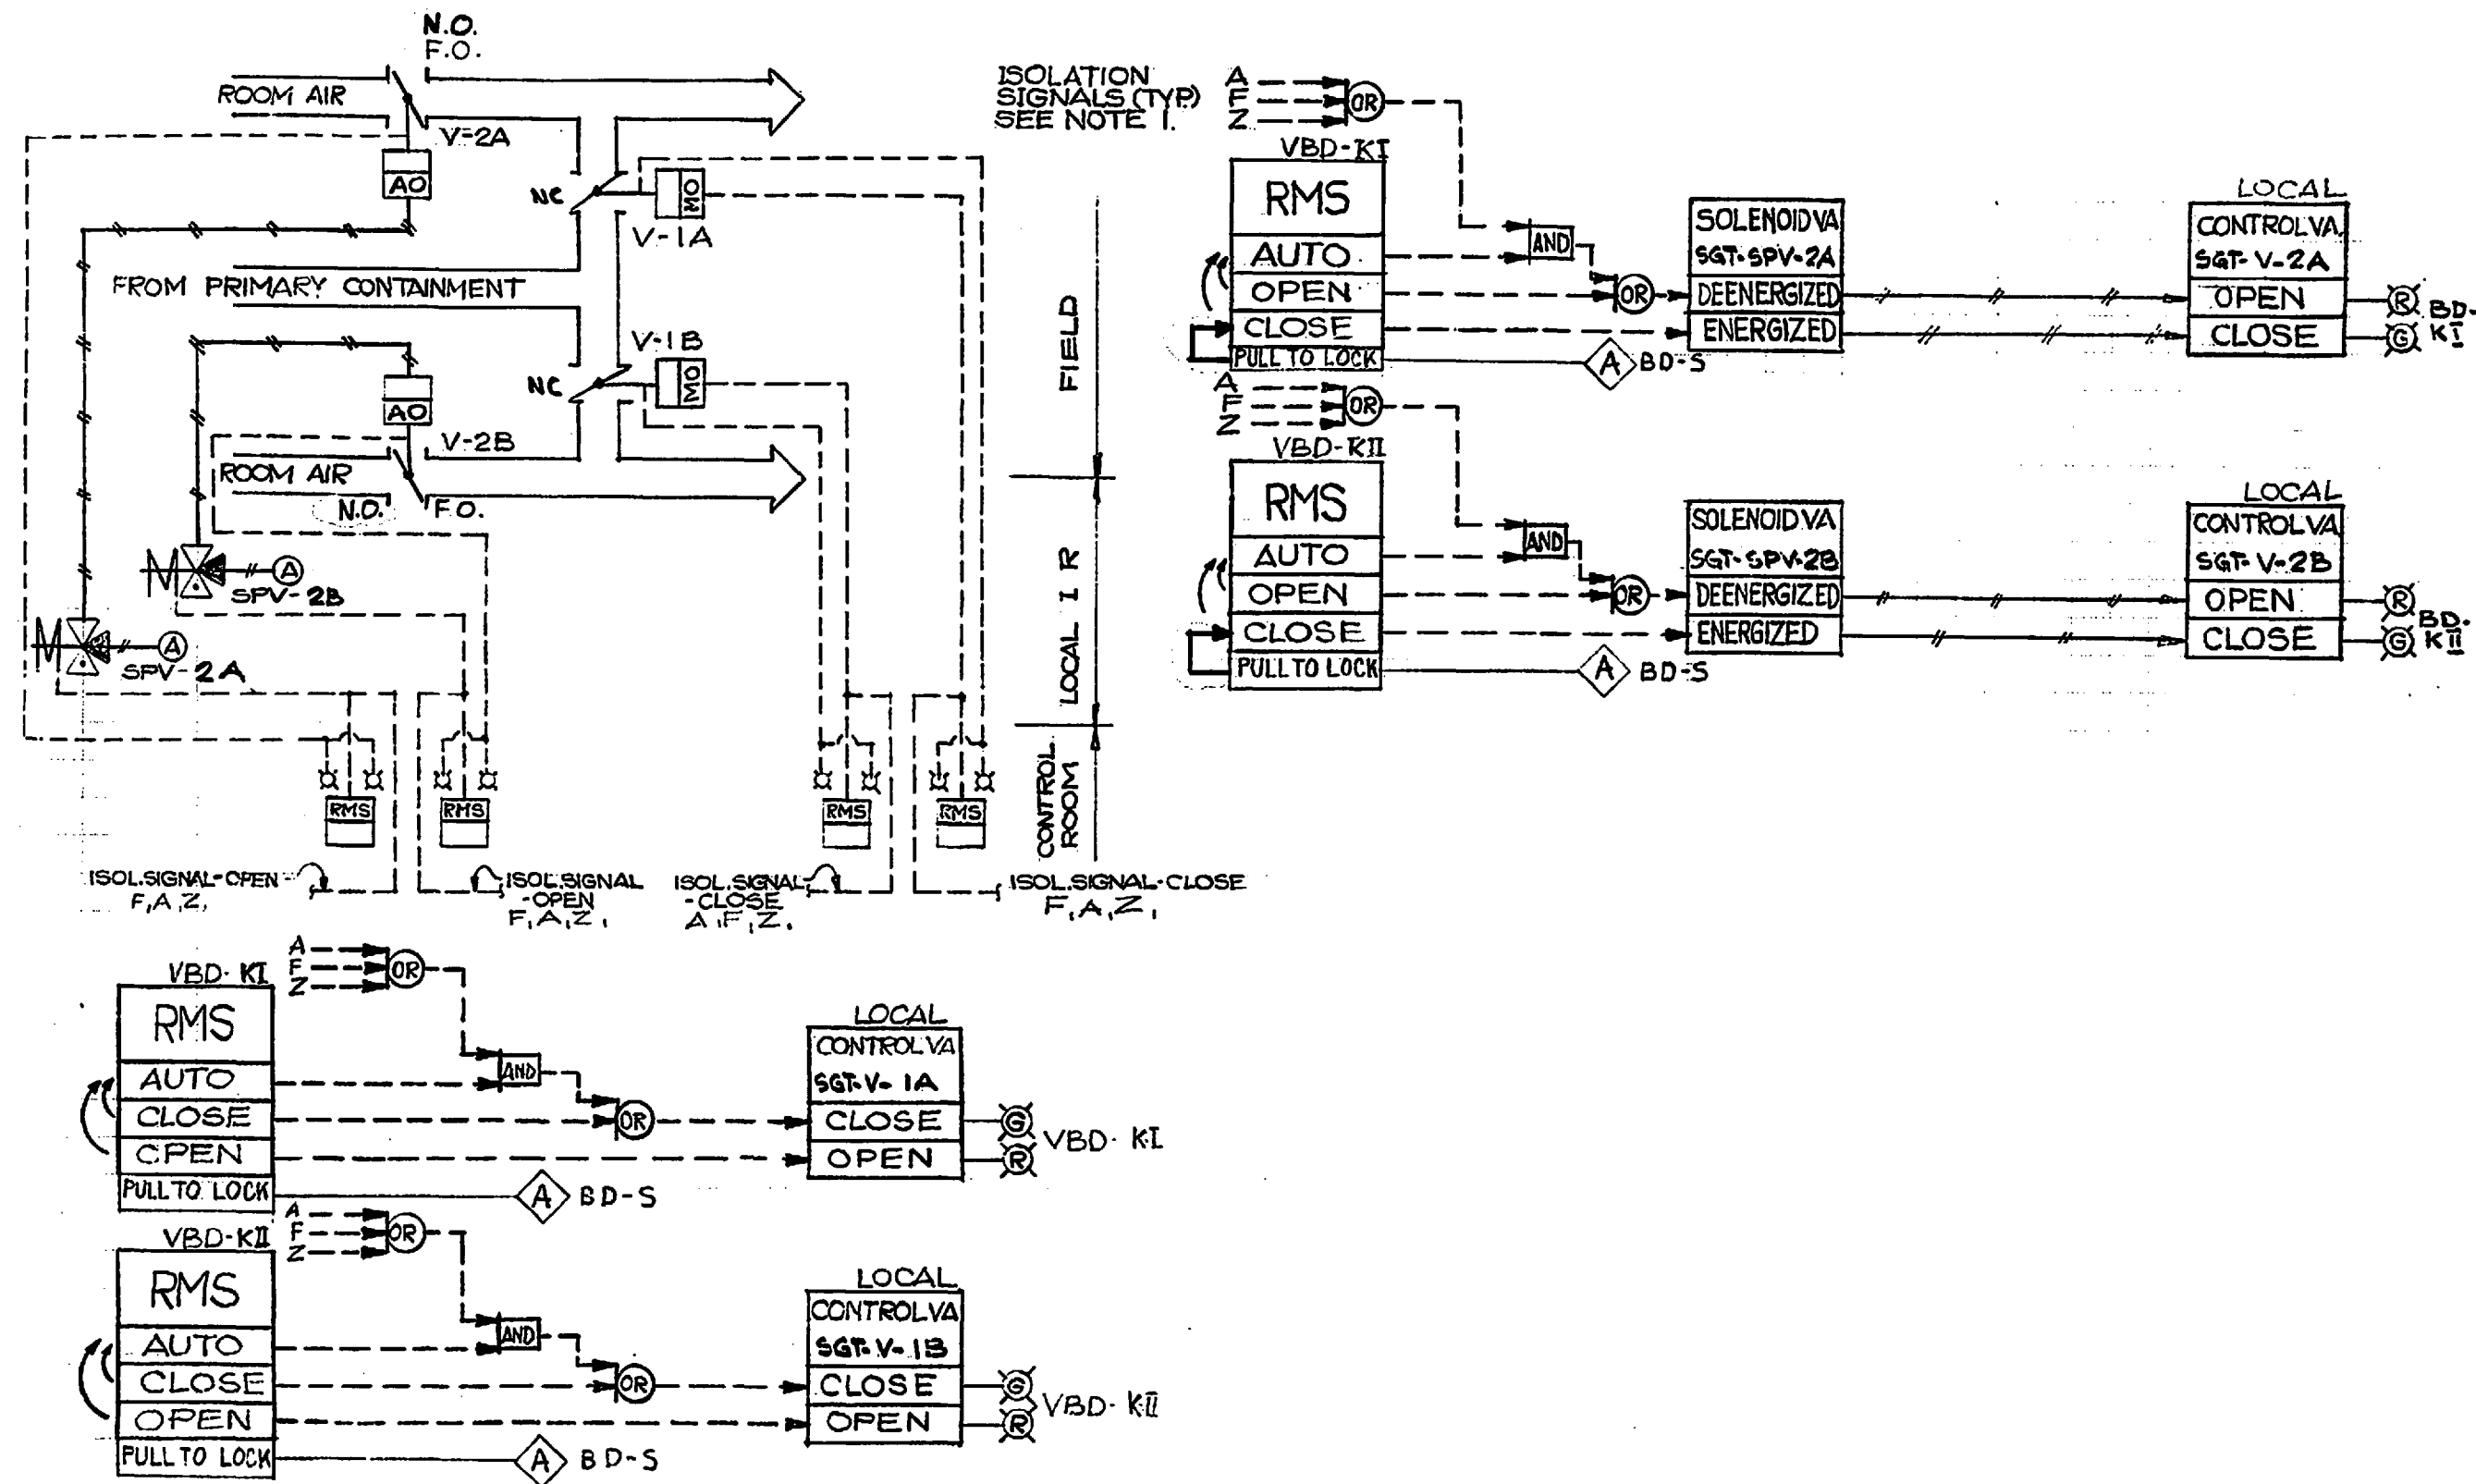 N.O.
F.O.
ROOM AIR
V-2A
AO
NC
MO
V-1A
FROM PRIMARY CONTAINMENT
V-1B
NC
MO
AO
V-2B
ROOM AIR
N.O.
F.O.
A
SPV-2B
A
SPV-2A
RMS
RMS
RMS
RMS
ISOL.SIGNAL-OPEN
F,A,Z,
ISOL.SIGNAL
-OPEN
F,A,Z,
ISOL.SIGNAL
-CLOSE
A,F,Z.
ISOL.SIGNAL-CLOSE
F,A,Z,
FIELD
LOCAL I R
CONTROL
ROOM
ISOLATION
SIGNALS (TYP.)
SEE NOTE 1.
A
F
Z
OR
VBD-KI
RMS
AUTO
OPEN
CLOSE
PULL TO LOCK
AND
OR
A
BD-S
SOLENOID VA
SGT-SPV-2A
DEENERGIZED
ENERGIZED
LOCAL
CONTROL VA.
SGT-V-2A
OPEN
CLOSE
R
G
BD-
KI
A
F
Z
OR
VBD-KII
RMS
AUTO
OPEN
CLOSE
PULL TO LOCK
AND
OR
A
BD-S
SOLENOID VA
SGT-SPV-2B
DEENERGIZED
ENERGIZED
LOCAL
CONTROL VA
SGT-V-2B
OPEN
CLOSE
R
G
BD.
KII
A
F
Z
OR
VBD-KI
RMS
AUTO
CLOSE
OPEN
PULL TO LOCK
AND
OR
A
BD-S
LOCAL
CONTROL VA
SGT-V-1A
CLOSE
OPEN
G
R
VBD-KI
A
F
Z
OR
VBD-KII
RMS
AUTO
CLOSE
OPEN
PULL TO LOCK
AND
OR
A
BD-S
LOCAL
CONTROL VA
SGT-V-1B
CLOSE
OPEN
G
R
VBD-KII